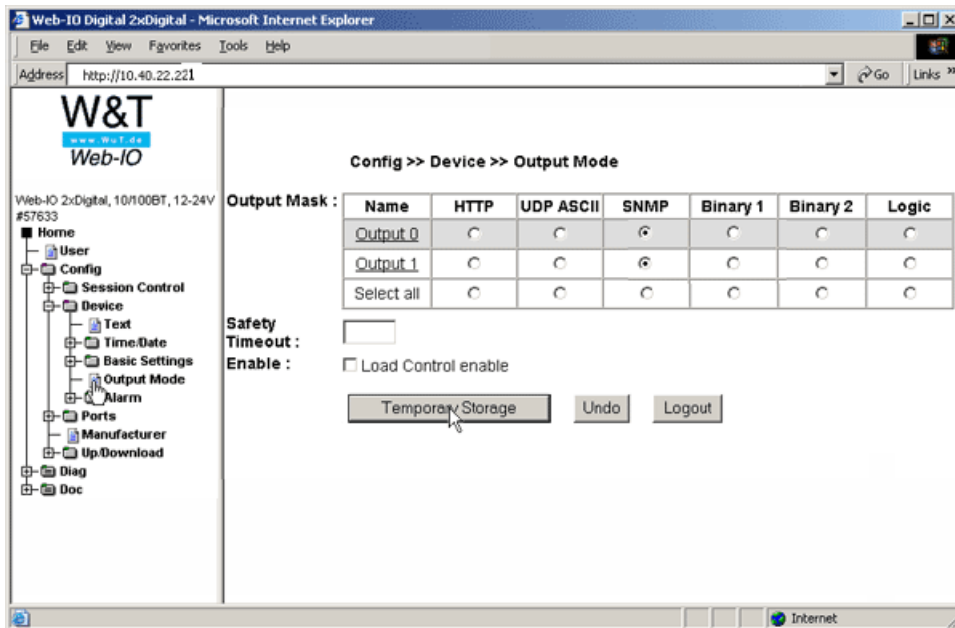 Web-IO Digital 2xDigital - Microsoft Internet Explorer
File Edit View Favorites Tools Help
Address http://10.40.22.221 Go Links »
W&T
www.WuT.de
Web-IO
Web-IO 2xDigital, 10/100BT, 12-24V
#57633
Home
User
Config
Session Control
Device
Text
Time/Date
Basic Settings
Output Mode
Alarm
Ports
Manufacturer
Up/Download
Diag
Doc
Config >> Device >> Output Mode
Output Mask :
Name HTTP UDP ASCII SNMP Binary 1 Binary 2 Logic
Output 0
Output 1
Select all
Safety
Timeout :
Enable : Load Control enable
Temporary Storage Undo Logout
Internet